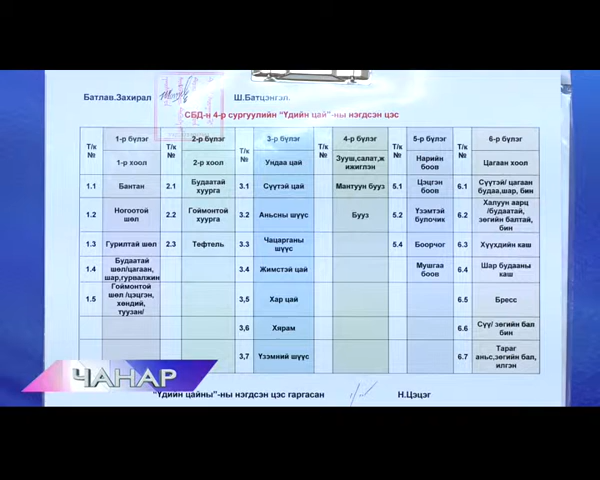 Батлав.Захирал Ш.Батцэнгэл.
СБД-н 4-р сургуулийн "Үдийн цай"-ны нэгдсэн цэс
Т/к № 1-р бүлэг Т/к № 2-р бүлэг Т/к № 3-р бүлэг Т/к № 4-р бүлэг Т/к № 5-р бүлэг Т/к № 6-р бүлэг
1-р хоол 2-р хоол Ундаа цай Зууш,салат,жижиглэн Нарийн боов Цагаан хоол
1.1 Бантан 2.1 Будаатай хуурга 3.1 Сүүтэй цай Мантуун бууз 5.1 Цэцгэн боов 6.1 Сүүтэй/ цагаан будаа,шар, бин
1.2 Ногоотой шөл 2.2 Гоймонтой хуурга 3.2 Аньсны шүүс Бууз 5.2 Үзэмтэй булочик 6.2 Халуун аарц /будаатай, зөгийн балтай, бин
1.3 Гурилтай шөл 2.3 Тефтель 3.3 Чацарганы шүүс 5.4 Боорчог 6.3 Хүүхдийн каш
1.4 Будаатай шөл/цагаан, шар,гурвалжин 3.4 Жимстэй цай Мушгаа боов 6.4 Шар будааны каш
1.5 Гоймонтой шөл /цэцгэн, хөндий, туузан/ 3,5 Хар цай 6.5 Бресс
3,6 Хярам 6.6 Сүү/ зөгийн бал бин
3,7 Үзэмний шүүс 6.7 Тараг аньс,зөгийн бал, илгэн
ЧАНАР
"Үдийн цайны"-ны нэгдсэн цэс гаргасан Н.Цэцэг